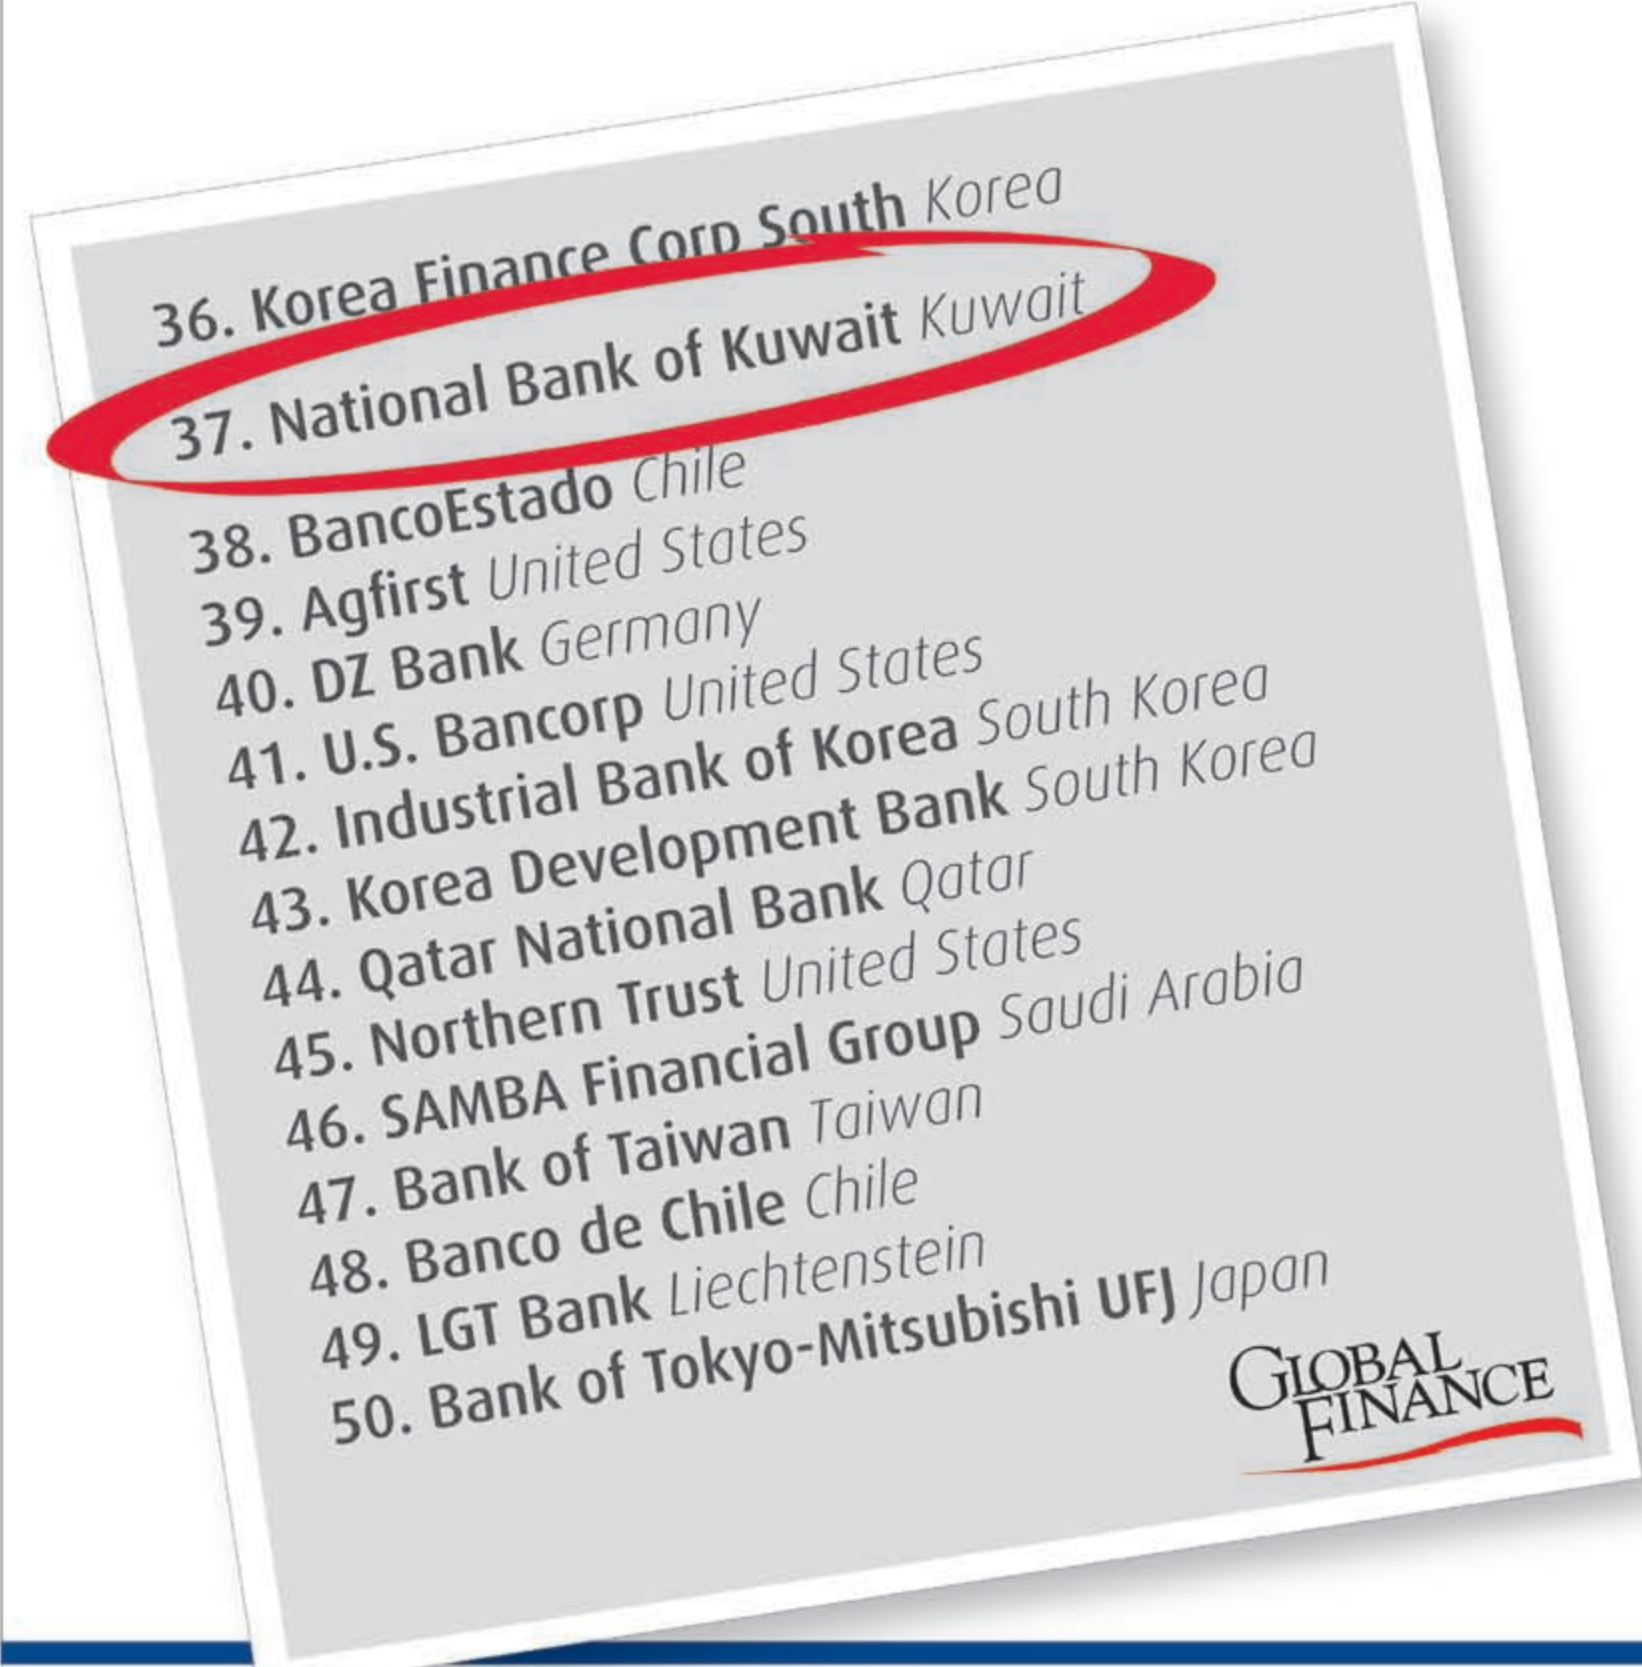 36. Korea Finance Corp South Korea
37. National Bank of Kuwait Kuwait
38. BancoEstado Chile
39. Agfirst United States
40. DZ Bank Germany
41. U.S. Bancorp United States
42. Industrial Bank of Korea South Korea
43. Korea Development Bank South Korea
44. Qatar National Bank Qatar
45. Northern Trust United States
46. SAMBA Financial Group Saudi Arabia
47. Bank of Taiwan Taiwan
48. Banco de Chile Chile
49. LGT Bank Liechtenstein
50. Bank of Tokyo-Mitsubishi UFJ Japan
GLOBAL
FINANCE